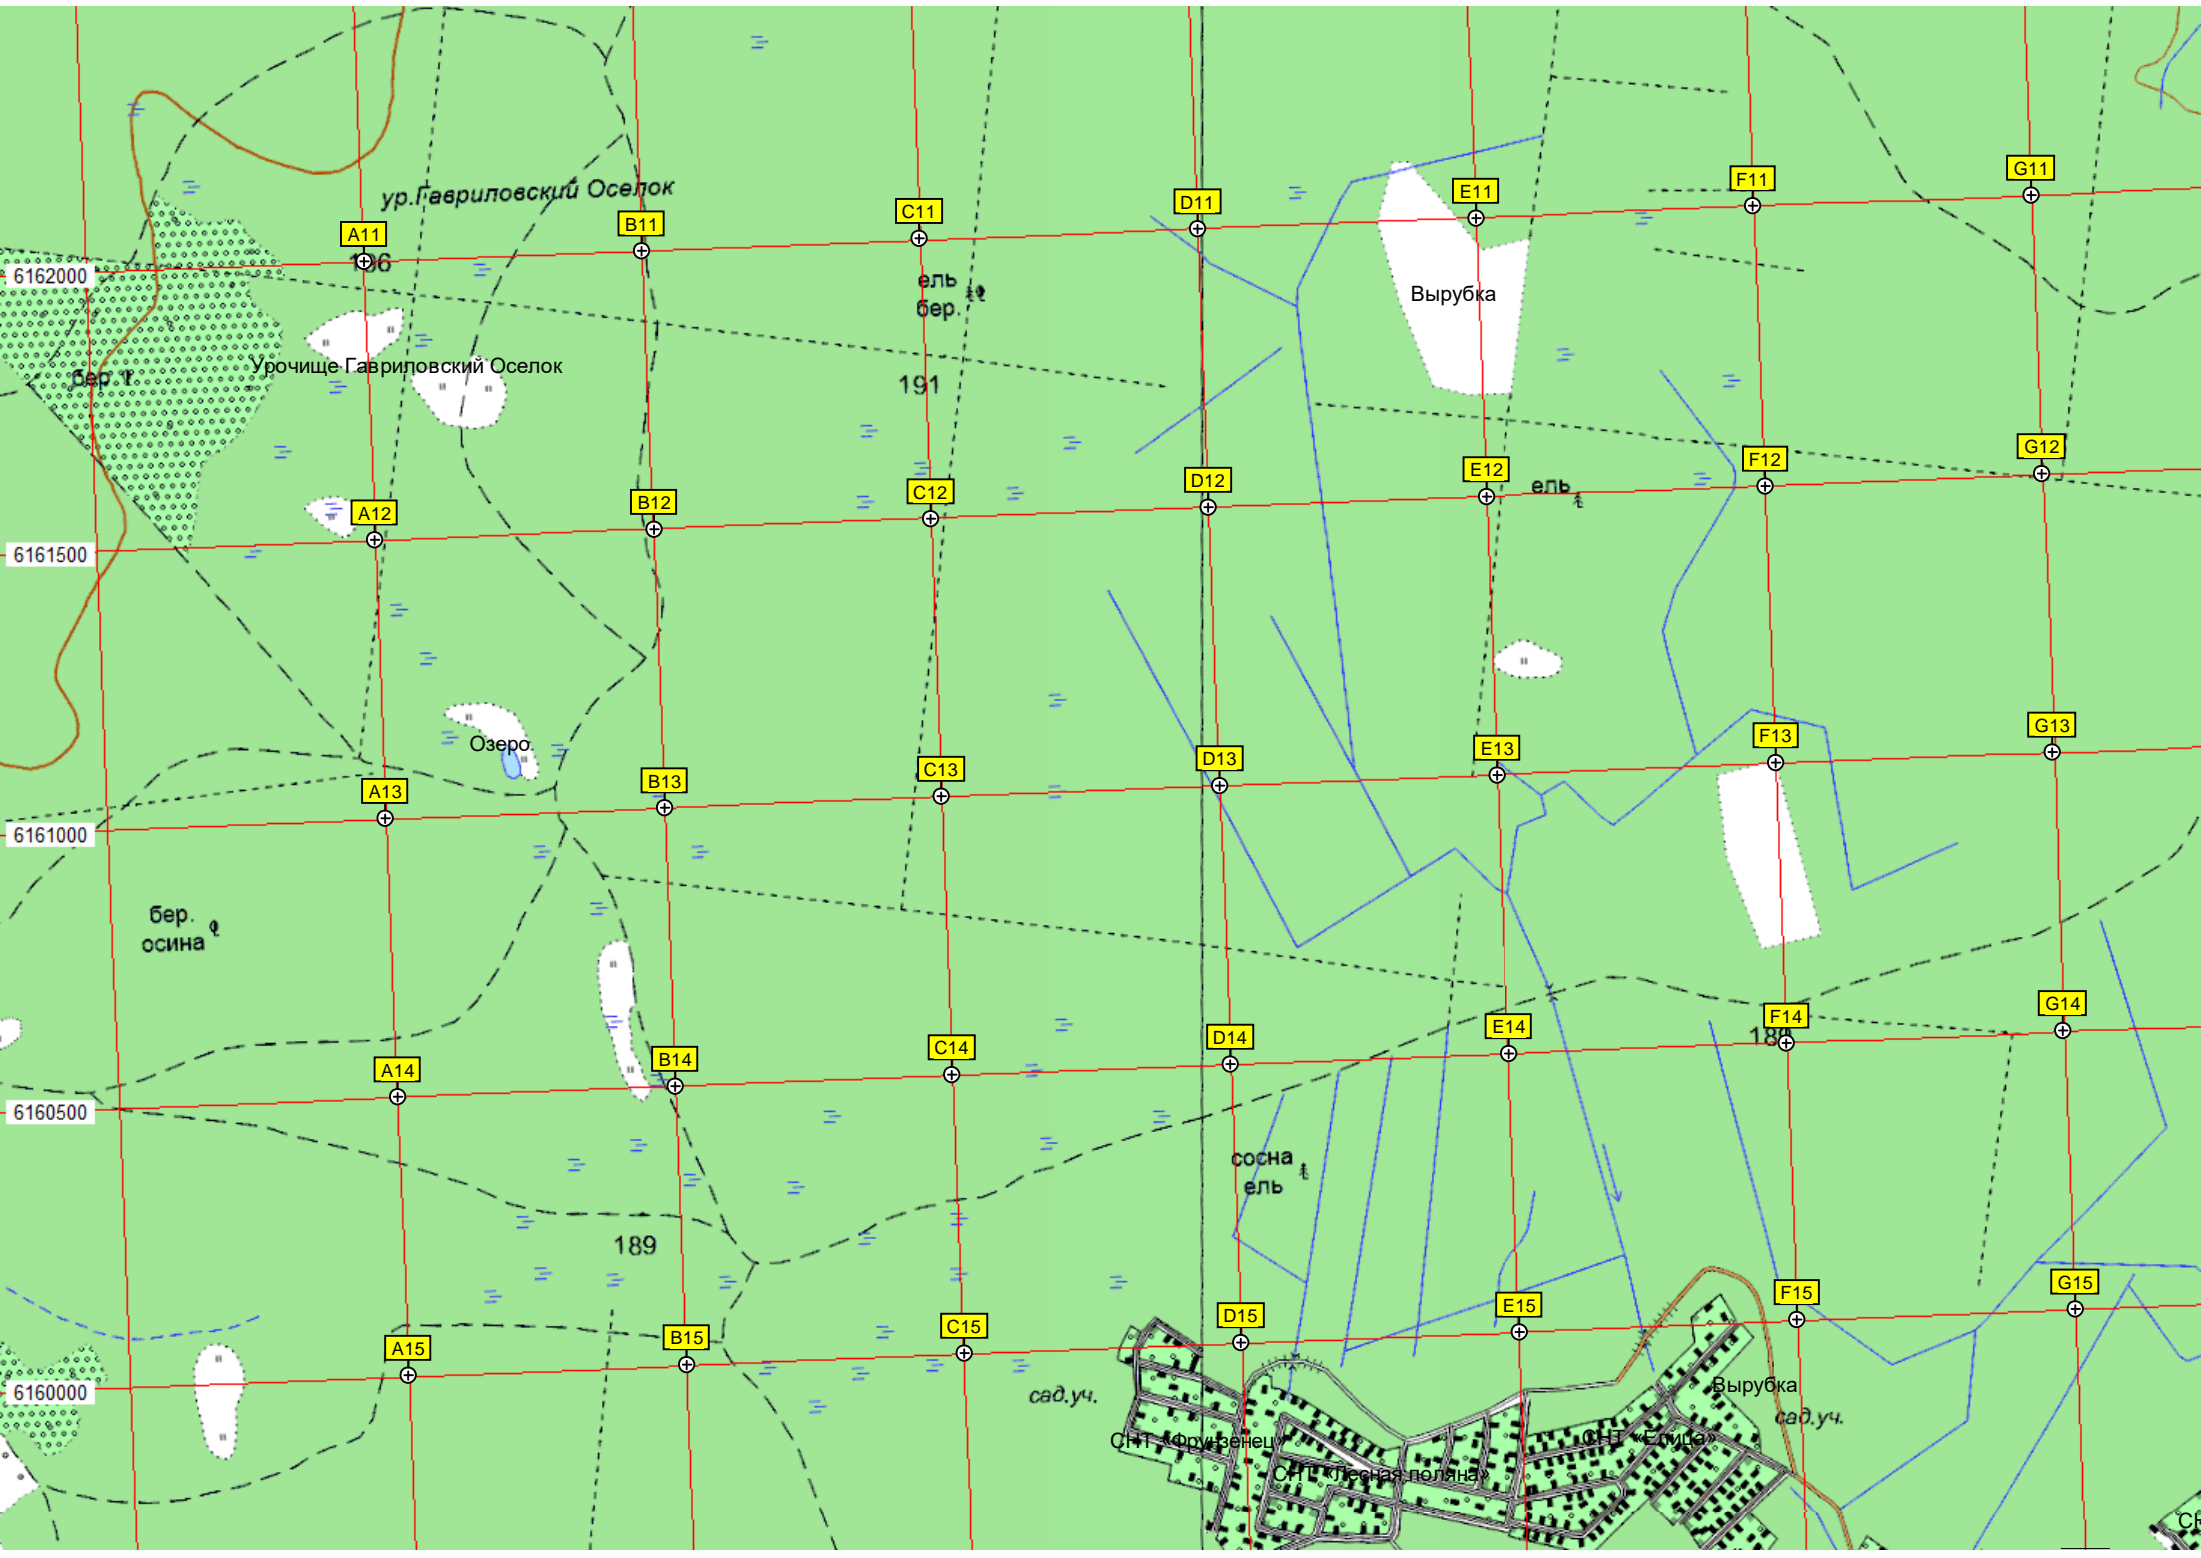 ур.Гавриловский Оселок
G11
F11
E11
D11
C11
B11
A11
6162000
ель
бер.
Вырубка
Урочище Гавриловский Оселок
бер.
191
G12
F12
E12
ель
D12
C12
B12
A12
6161500
G13
F13
E13
Озеро
D13
C13
B13
A13
6161000
бер.
осина
G14
F14
E14
D14
C14
B14
A14
6160500
сосна
ель
189
G15
F15
E15
D15
C15
B15
A15
6160000
сад.уч.
Вырубка
сад.уч.
СНТ «Фрунзенец»
СНТ «Елица»
СНТ «Лесная поляна»